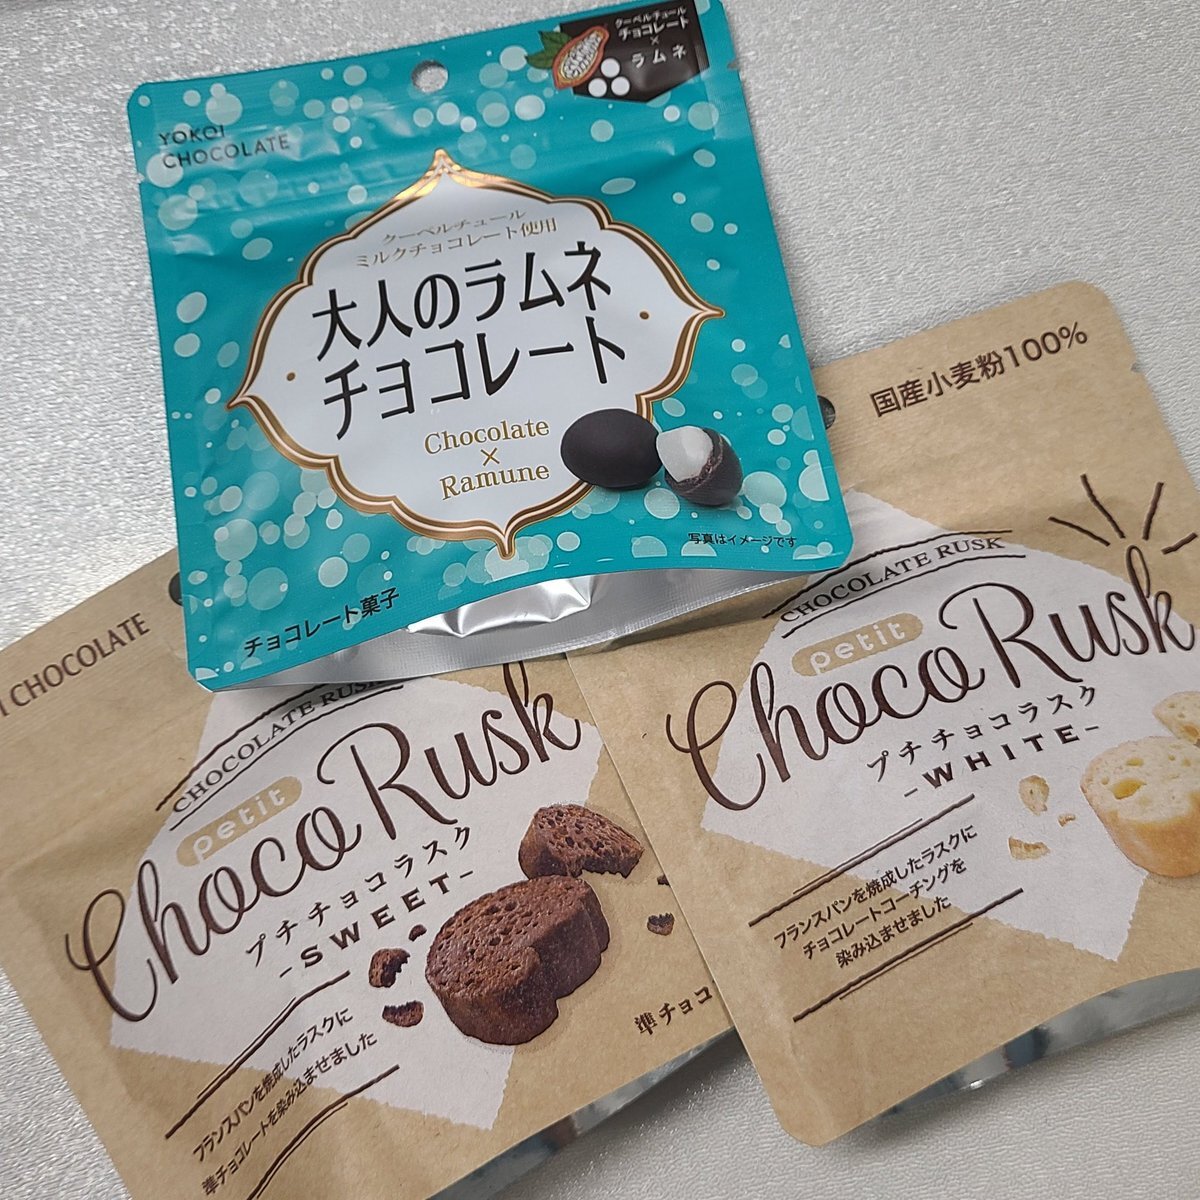 YOKOI
CHOCOLATE
クーベルチュール
チョコレート
×
ラムネ
クーベルチュール
ミルクチョコレート使用
大人のラムネ
チョコレート
Chocolate
×
Ramune
写真はイメージです
チョコレート菓子
I CHOCOLATE
CHOCOLATE RUSK
petit
Choco Rusk
プチチョコラスク
-SWEET-
フランスパンを焼成したラスクに
準チョコレートを染み込ませました
準チョコ
国産小麦粉100%
CHOCOLATE RUSK
petit
Choco Rusk
プチチョコラスク
-WHITE-
フランスパンを焼成したラスクに
チョコレートコーチングを
染み込ませました